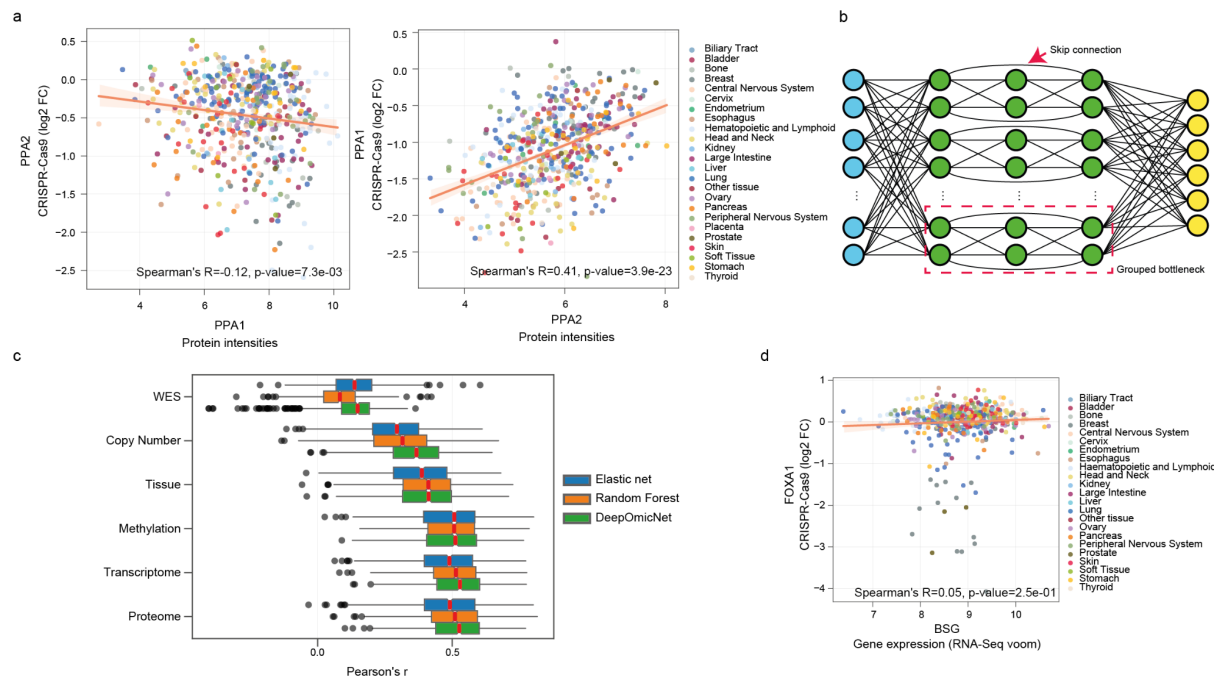 a
0.5
0.0
−0.5
−1.0
−1.5
−2.0
−2.5
PPA2
CRISPR-Cas9 (log2 FC)
Spearman's R=-0.12, p-value=7.3e-03
4
6
8
10
PPA1
Protein intensities
0.5
0.0
−0.5
−1.0
−1.5
−2.0
−2.5
PPA1
CRISPR-Cas9 (log2 FC)
Spearman's R=0.41, p-value=3.9e-23
4
5
6
7
8
PPA2
Protein intensities
Biliary Tract
Bladder
Bone
Breast
Central Nervous System
Cervix
Endometrium
Esophagus
Hematopoietic and Lymphoid
Head and Neck
Kidney
Large Intestine
Liver
Lung
Other tissue
Ovary
Pancreas
Peripheral Nervous System
Placenta
Prostate
Skin
Soft Tissue
Stomach
Thyroid
b
Skip connection
Grouped bottleneck
c
WES
Copy Number
Tissue
Methylation
Transcriptome
Proteome
0.0
0.5
Pearson's r
Elastic net
Random Forest
DeepOmicNet
d
1
0
−1
−2
−3
−4
FOXA1
CRISPR-Cas9 (log2 FC)
Spearman's R=0.05, p-value=2.5e-01
7
8
9
10
BSG
Gene expression (RNA-Seq voom)
Biliary Tract
Bladder
Bone
Breast
Central Nervous System
Cervix
Endometrium
Esophagus
Haematopoietic and Lymphoid
Head and Neck
Kidney
Large Intestine
Liver
Lung
Other tissue
Ovary
Pancreas
Peripheral Nervous System
Prostate
Skin
Soft Tissue
Stomach
Thyroid